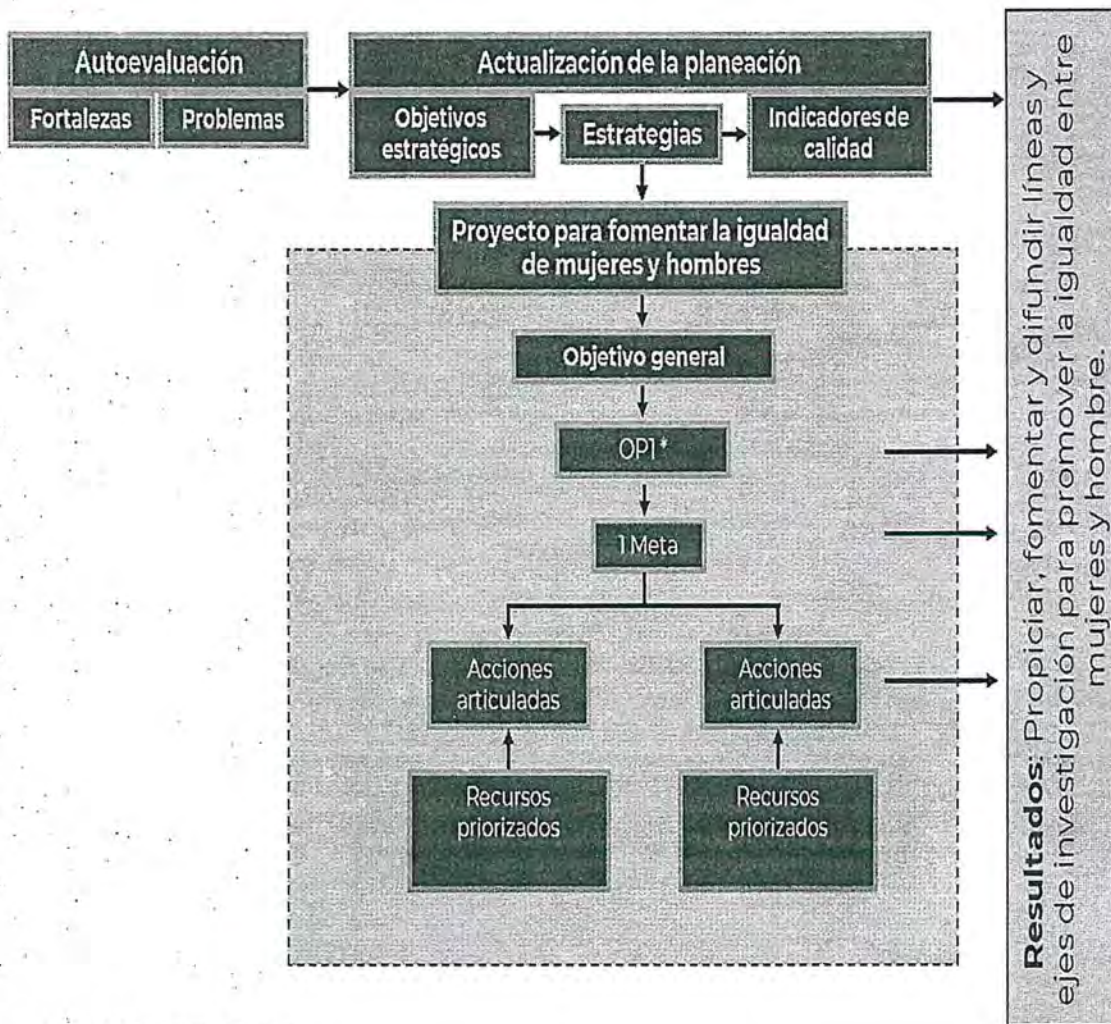 Autoevaluación
Fortalezas
Problemas
Actualización de la planeación
Objetivos
estratégicos
Estrategias
Indicadores de
calidad
Proyecto para fomentar la igualdad
de mujeres y hombres
Objetivo general
OP1 *
1 Meta
Acciones
articuladas
Acciones
articuladas
Recursos
priorizados
Recursos
priorizados
Resultados: Propiciar, fomentar y difundir líneas y
ejes de investigación para promover la igualdad entre
mujeres y hombre.